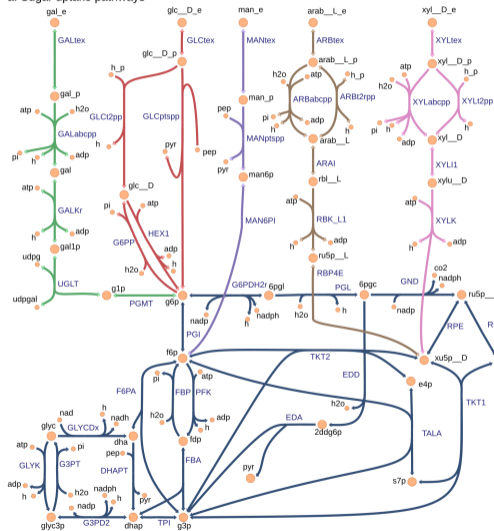 gal_e
glc__D_e
man_e
arab__L_e
xyl__D_e
GALtex
GLCtex
MANtex
ARBtex
XYLtex
glc__D_p
arab__L_p
xyl__D_p
h_p
h2o
atp
h_p
atp
h_p
h2o
gal_p
man_p
atp
h2o
GLCt2pp
GLCptspp
pep
ARBabcpp
ARBt2rpp
XYLabcpp
XYLt2pp
GALabcpp
MANptspp
pi
h
adp
h
pi
h
adp
h
pi
h
adp
h
pyr
pep
arab__L
xyl__D
gal
pyr
man6p
ARAI
XYLI1
atp
glc__D
rbl__L
xylu__D
GALKr
pi
atp
MAN6PI
atp
RBK_L1
atp
XYLK
h
adp
G6PP
HEX1
h
adp
h
adp
gal1p
adp
h
udpg
h2o
ru5p__L
RBP4E
UGLT
udpgal
g1p
PGMT
g6p
G6PDH2r
6pgl
PGL
6pgc
GND
co2
nadph
ru5p__
nadp
h
nadph
h2o
h
nadp
PGI
RPE
R
f6p
TKT2
xu5p__D
pi
atp
EDD
e4p
F6PA
FBP
PFK
TKT1
h2o
h
adp
h2o
nad
h
nadh
EDA
2ddg6p
glyc
GLYCDx
dha
fdp
TALA
atp
pi
pep
FBA
GLYK
G3PT
DHAPT
pyr
adp
h
h2o
nadph
h
pyr
s7p
nadp
glyc3p
G3PD2
dhap
TPI
g3p